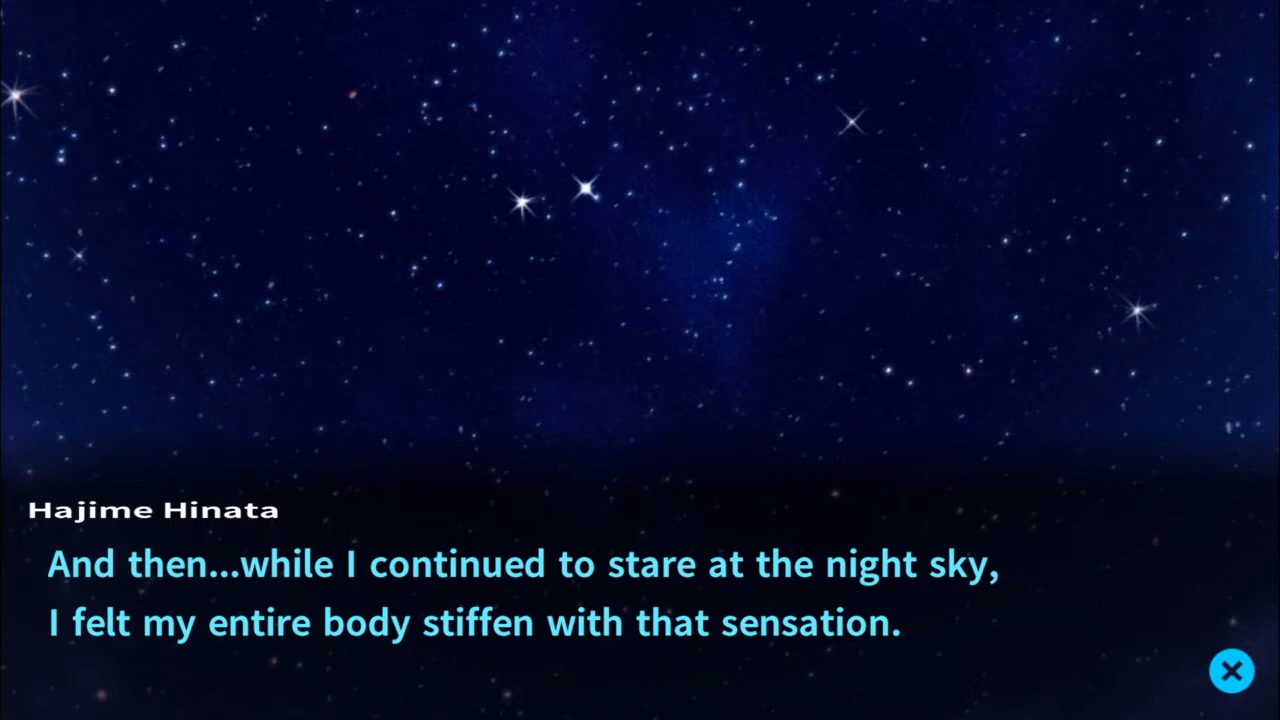 Hajime Hinata
And then...while I continued to stare at the night sky,
I felt my entire body stiffen with that sensation.